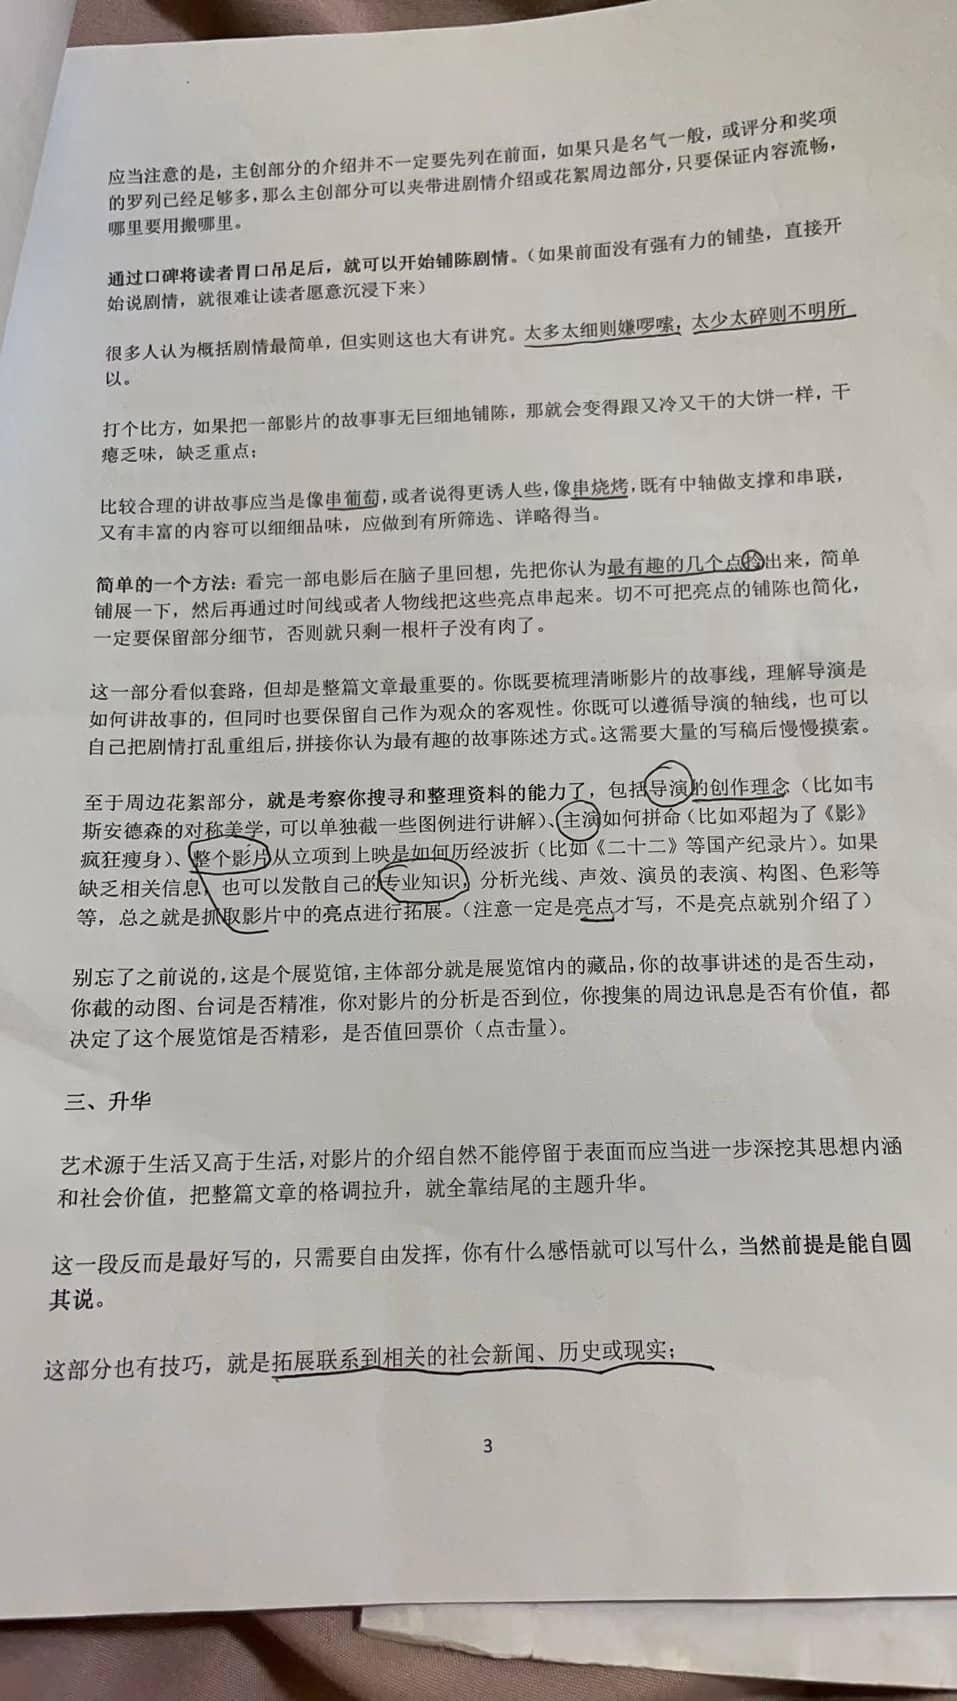 应当注意的是，主创部分的介绍并不一定要先列在前面，如果只是名气一般，或评分和奖项
的罗列已经足够多，那么主创部分可以夹带进剧情介绍或花絮周边部分，只要保证内容流畅，
哪里要用搬哪里。
通过口碑将读者胃口吊足后，就可以开始铺陈剧情。（如果前面没有强有力的铺垫，直接开
始说剧情，就很难让读者愿意沉浸下来）
很多人认为概括剧情最简单，但实则这也大有讲究。太多太细则嫌啰嗦，太少太碎则不明所
以。
打个比方，如果把一部影片的故事事无巨细地铺陈，那就会变得跟又冷又干的大饼一样，干
瘪乏味，缺乏重点；
比较合理的讲故事应当是像串葡萄，或者说得更诱人些，像串烧烤，既有中轴做支撑和串联，
又有丰富的内容可以细细品味，应做到有所筛选、详略得当。
简单的一个方法：看完一部电影后在脑子里回想，先把你认为最有趣的几个点拎出来，简单
铺展一下，然后再通过时间线或者人物线把这些亮点串起来。切不可把亮点的铺陈也简化，
一定要保留部分细节，否则就只剩一根杆子没有肉了。
这一部分看似套路，但却是整篇文章最重要的。你既要梳理清晰影片的故事线，理解导演是
如何讲故事的，但同时也要保留自己作为观众的客观性。你既可以遵循导演的轴线，也可以
自己把剧情打乱重组后，拼接你认为最有趣的故事陈述方式。这需要大量的写稿后慢慢摸索。
至于周边花絮部分，就是考察你搜寻和整理资料的能力了，包括导演的创作理念（比如韦
斯安德森的对称美学，可以单独截一些图例进行讲解）、主演如何拼命（比如邓超为了《影》
疯狂瘦身）、整个影片从立项到上映是如何历经波折（比如《二十二》等国产纪录片）。如果
缺乏相关信息，也可以发散自己的专业知识，分析光线、声效、演员的表演、构图、色彩等
等，总之就是抓取影片中的亮点进行拓展。（注意一定是亮点才写，不是亮点就别介绍了）
别忘了之前说的，这是个展览馆，主体部分就是展览馆内的藏品，你的故事讲述的是否生动，
你截的动图、台词是否精准，你对影片的分析是否到位，你搜集的周边讯息是否有价值，都
决定了这个展览馆是否精彩，是否值回票价（点击量）。
三、升华
艺术源于生活又高于生活，对影片的介绍自然不能停留于表面而应当进一步深挖其思想内涵
和社会价值，把整篇文章的格调拉升，就全靠结尾的主题升华。
这一段反而是最好写的，只需要自由发挥，你有什么感悟就可以写什么，当然前提是能自圆
其说。
这部分也有技巧，就是拓展联系到相关的社会新闻、历史或现实；
3